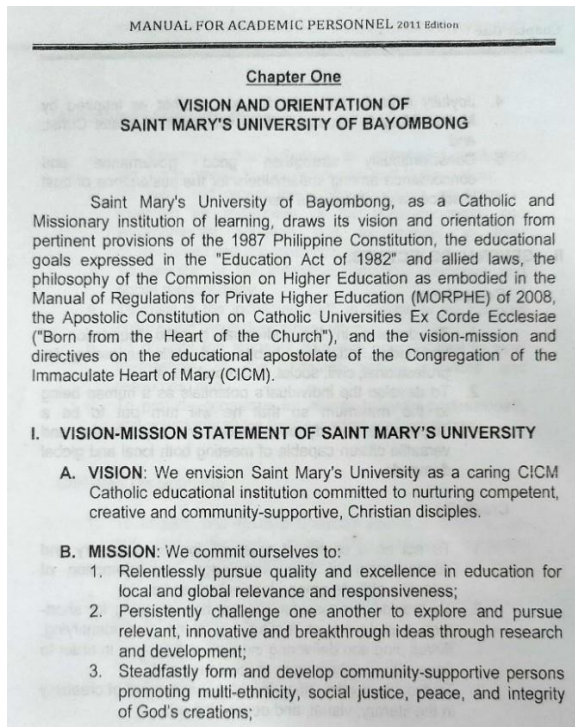 MANUAL FOR ACADEMIC PERSONNEL 2011 Edition
Chapter One
VISION AND ORIENTATION OF
SAINT MARY'S UNIVERSITY OF BAYOMBONG
Saint Mary's University of Bayombong, as a Catholic and
Missionary institution of learning, draws its vision and orientation from
pertinent provisions of the 1987 Philippine Constitution, the educational
goals expressed in the "Education Act of 1982" and allied laws, the
philosophy of the Commission on Higher Education as embodied in the
Manual of Regulations for Private Higher Education (MORPHE) of 2008,
the Apostolic Constitution on Catholic Universities Ex Corde Ecclesiae
("Born from the Heart of the Church"), and the vision-mission and
directives on the educational apostolate of the Congregation of the
Immaculate Heart of Mary (CICM).
I. VISION-MISSION STATEMENT OF SAINT MARY'S UNIVERSITY
A. VISION: We envision Saint Mary's University as a caring CICM
Catholic educational institution committed to nurturing competent,
creative and community-supportive, Christian disciples.
B. MISSION: We commit ourselves to:
1. Relentlessly pursue quality and excellence in education for
local and global relevance and responsiveness;
2. Persistently challenge one another to explore and pursue
relevant, innovative and breakthrough ideas through research
and development;
3. Steadfastly form and develop community-supportive persons
promoting multi-ethnicity, social justice, peace, and integrity
of God's creations;